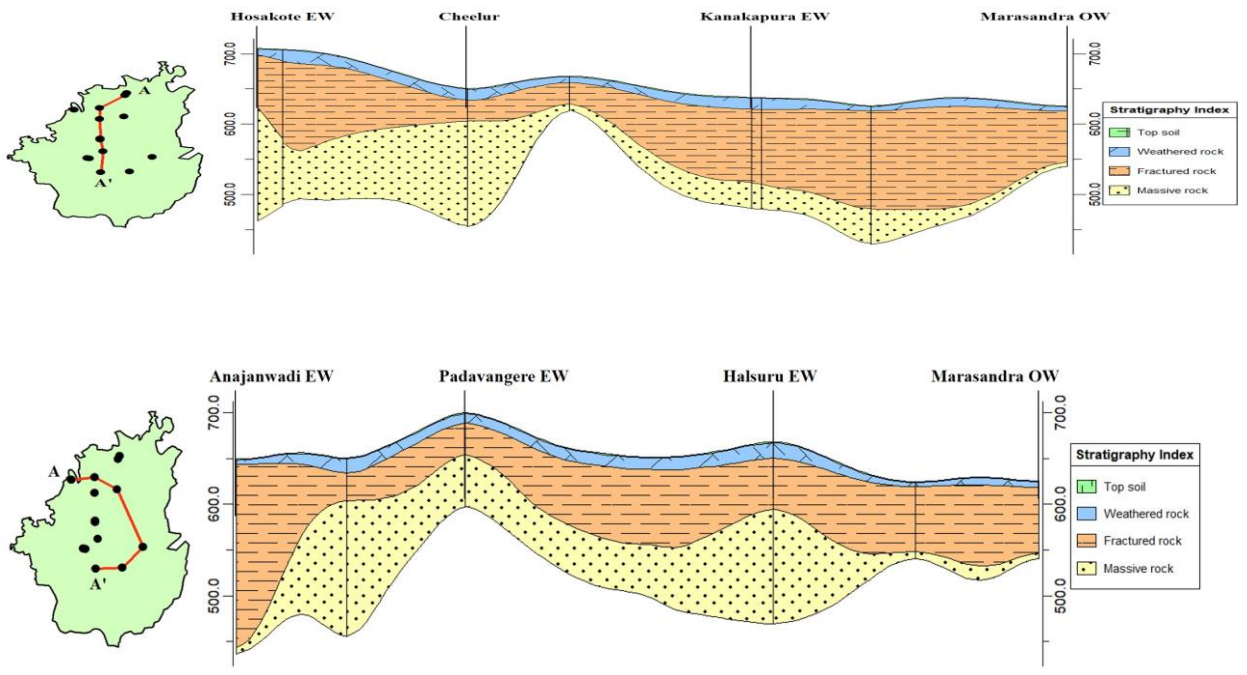 Hosakote EW Cheelur Kanakapura EW Marasandra OW
700.0 700.0
600.0 600.0
500.0 500.0
A
A'
Stratigraphy Index
Top soil
Weathered rock
Fractured rock
Massive rock
Anajanwadi EW Padavangere EW Halsuru EW Marasandra OW
700.0 700.0
600.0 600.0
500.0 500.0
A
A'
Stratigraphy Index
Top soil
Weathered rock
Fractured rock
Massive rock